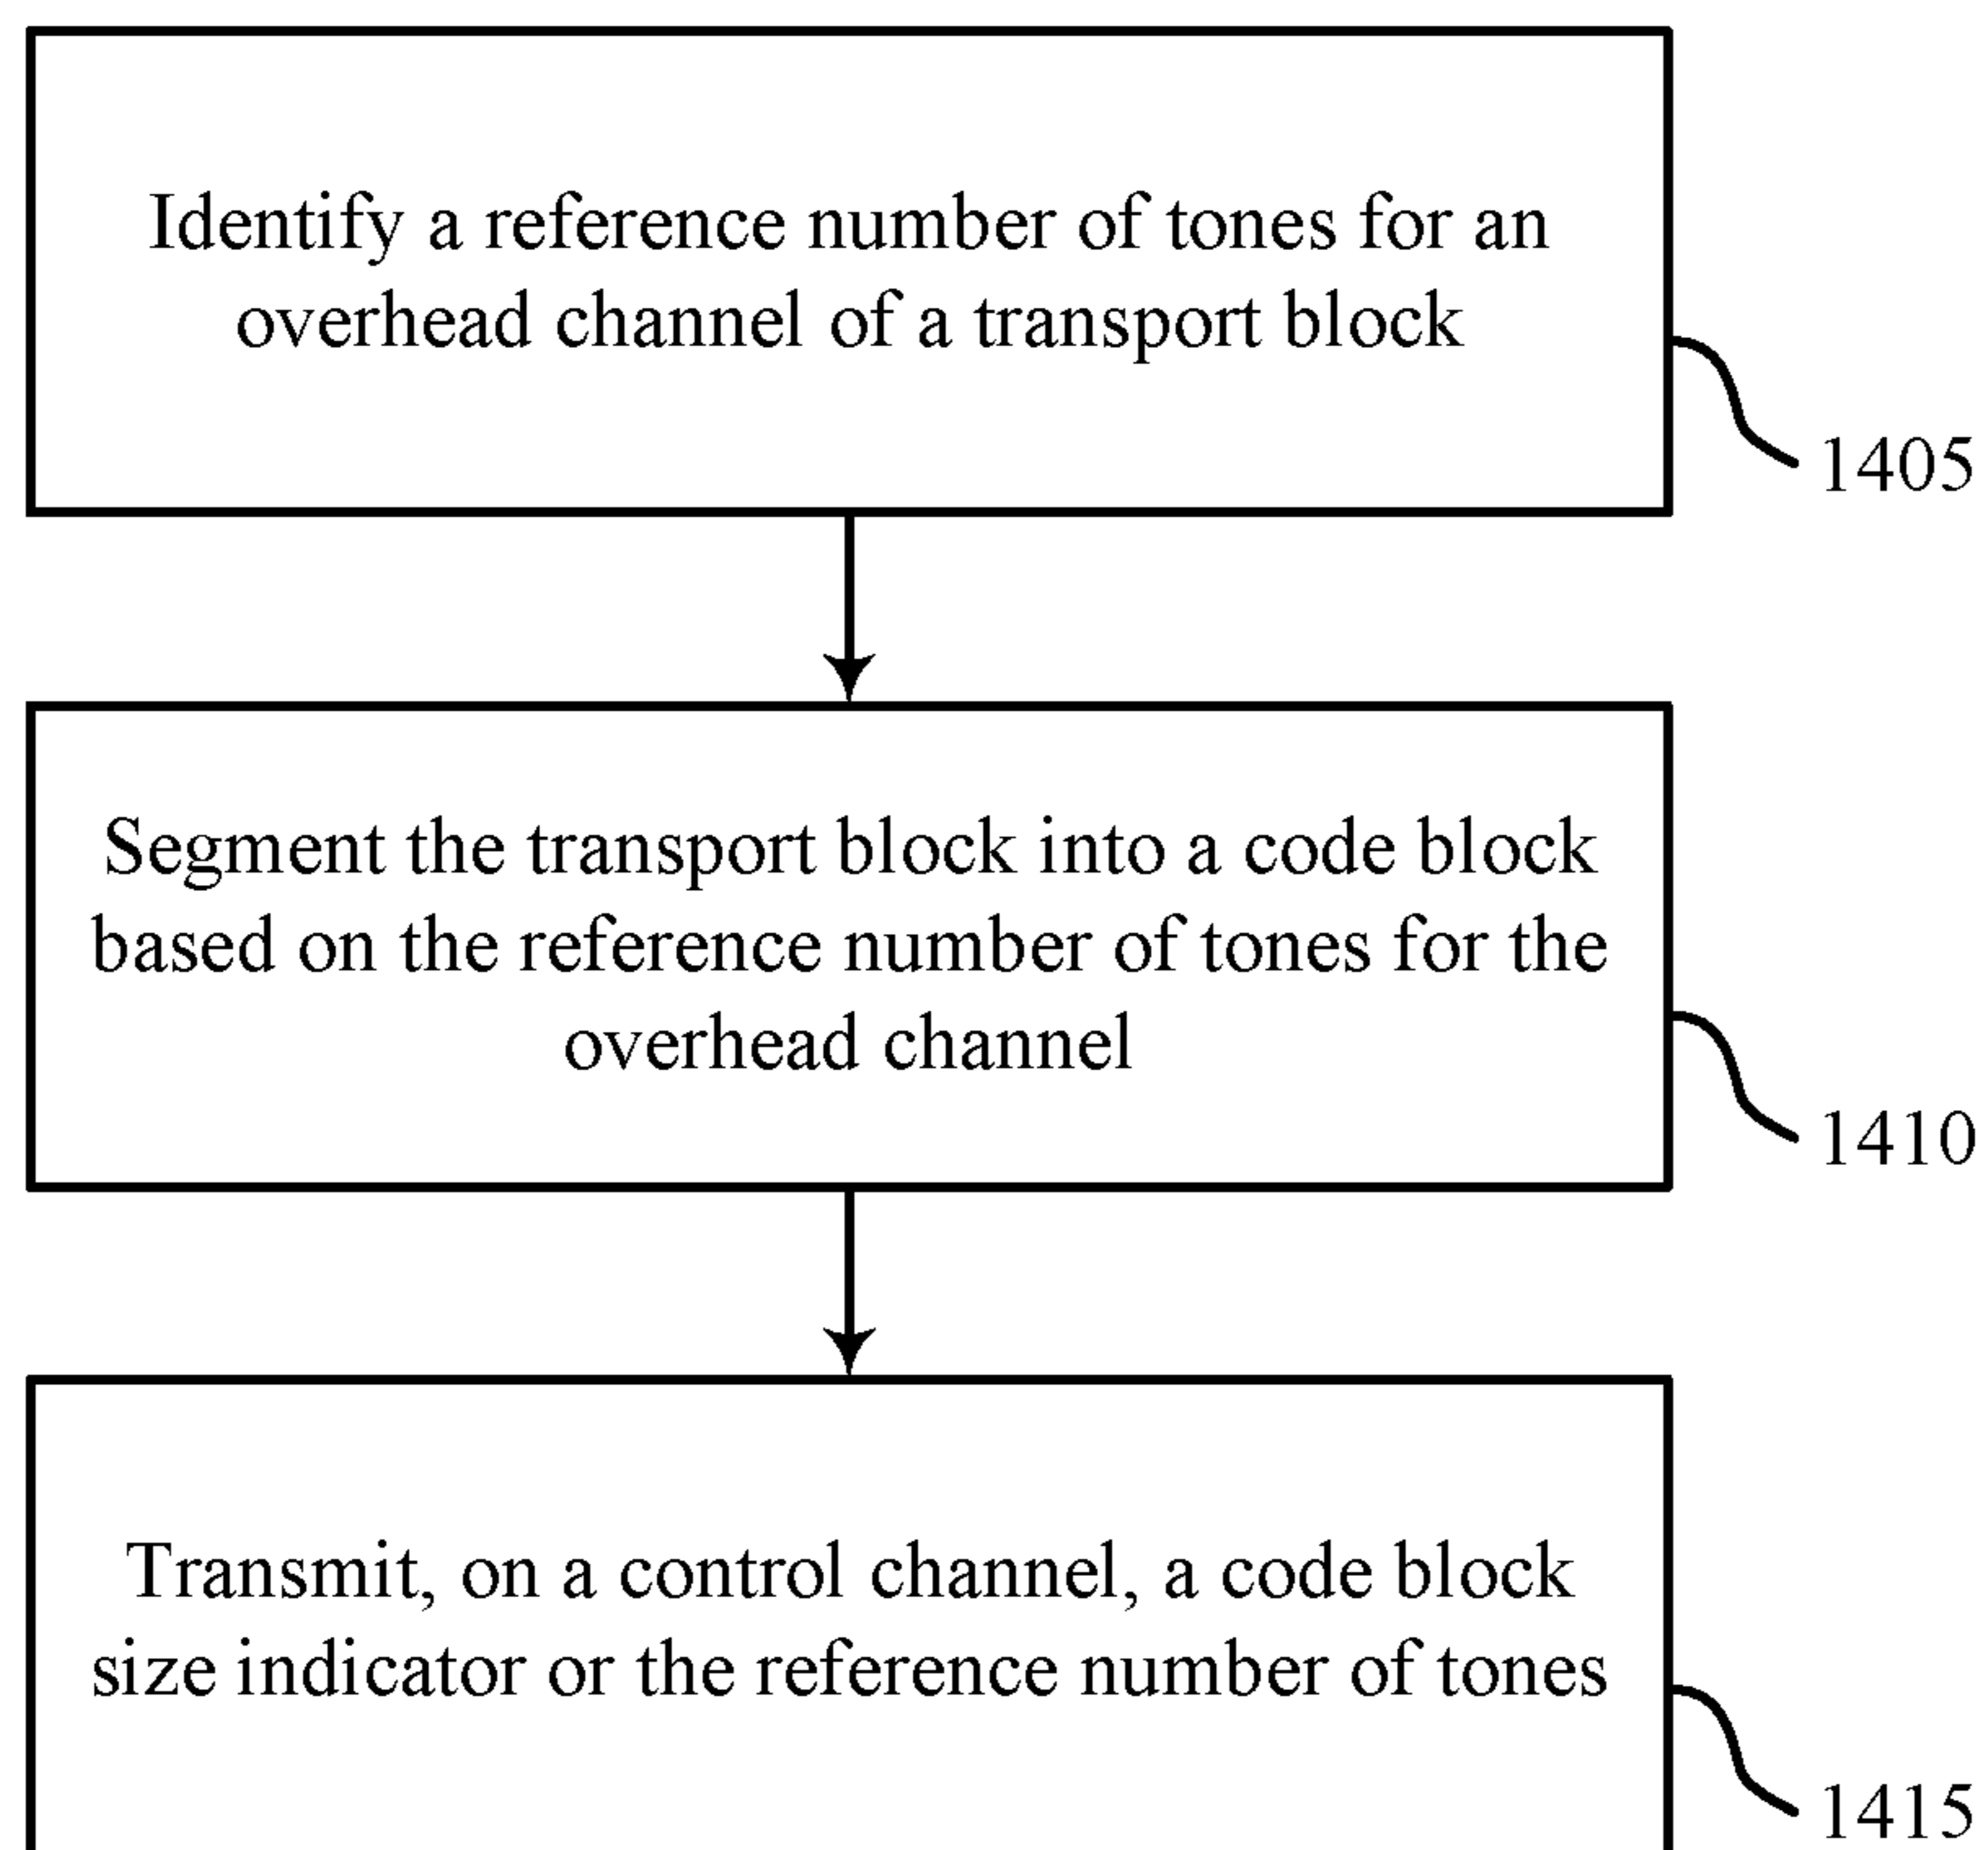 Identify a reference number of tones for an
overhead channel of a transport block
1405
Segment the transport block into a code block
based on the reference number of tones for the
overhead channel
1410
Transmit, on a control channel, a code block
size indicator or the reference number of tones
1415